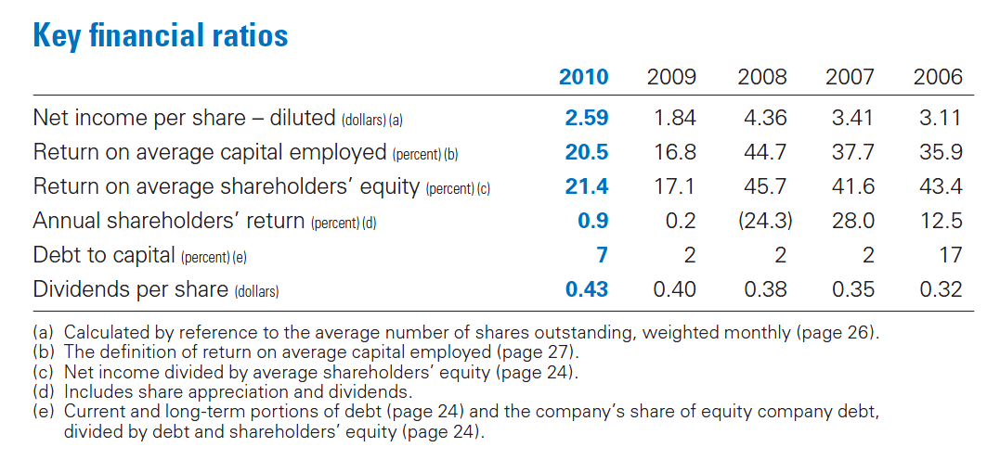 Key financial ratios
2010 2009 2008 2007 2006
Net income per share – diluted (dollars) (a) 2.59 1.84 4.36 3.41 3.11
Return on average capital employed (percent) (b) 20.5 16.8 44.7 37.7 35.9
Return on average shareholders’ equity (percent) (c) 21.4 17.1 45.7 41.6 43.4
Annual shareholders’ return (percent) (d) 0.9 0.2 (24.3) 28.0 12.5
Debt to capital (percent) (e) 7 2 2 2 17
Dividends per share (dollars) 0.43 0.40 0.38 0.35 0.32
(a) Calculated by reference to the average number of shares outstanding, weighted monthly (page 26).
(b) The definition of return on average capital employed (page 27).
(c) Net income divided by average shareholders’ equity (page 24).
(d) Includes share appreciation and dividends.
(e) Current and long-term portions of debt (page 24) and the company’s share of equity company debt,
divided by debt and shareholders’ equity (page 24).